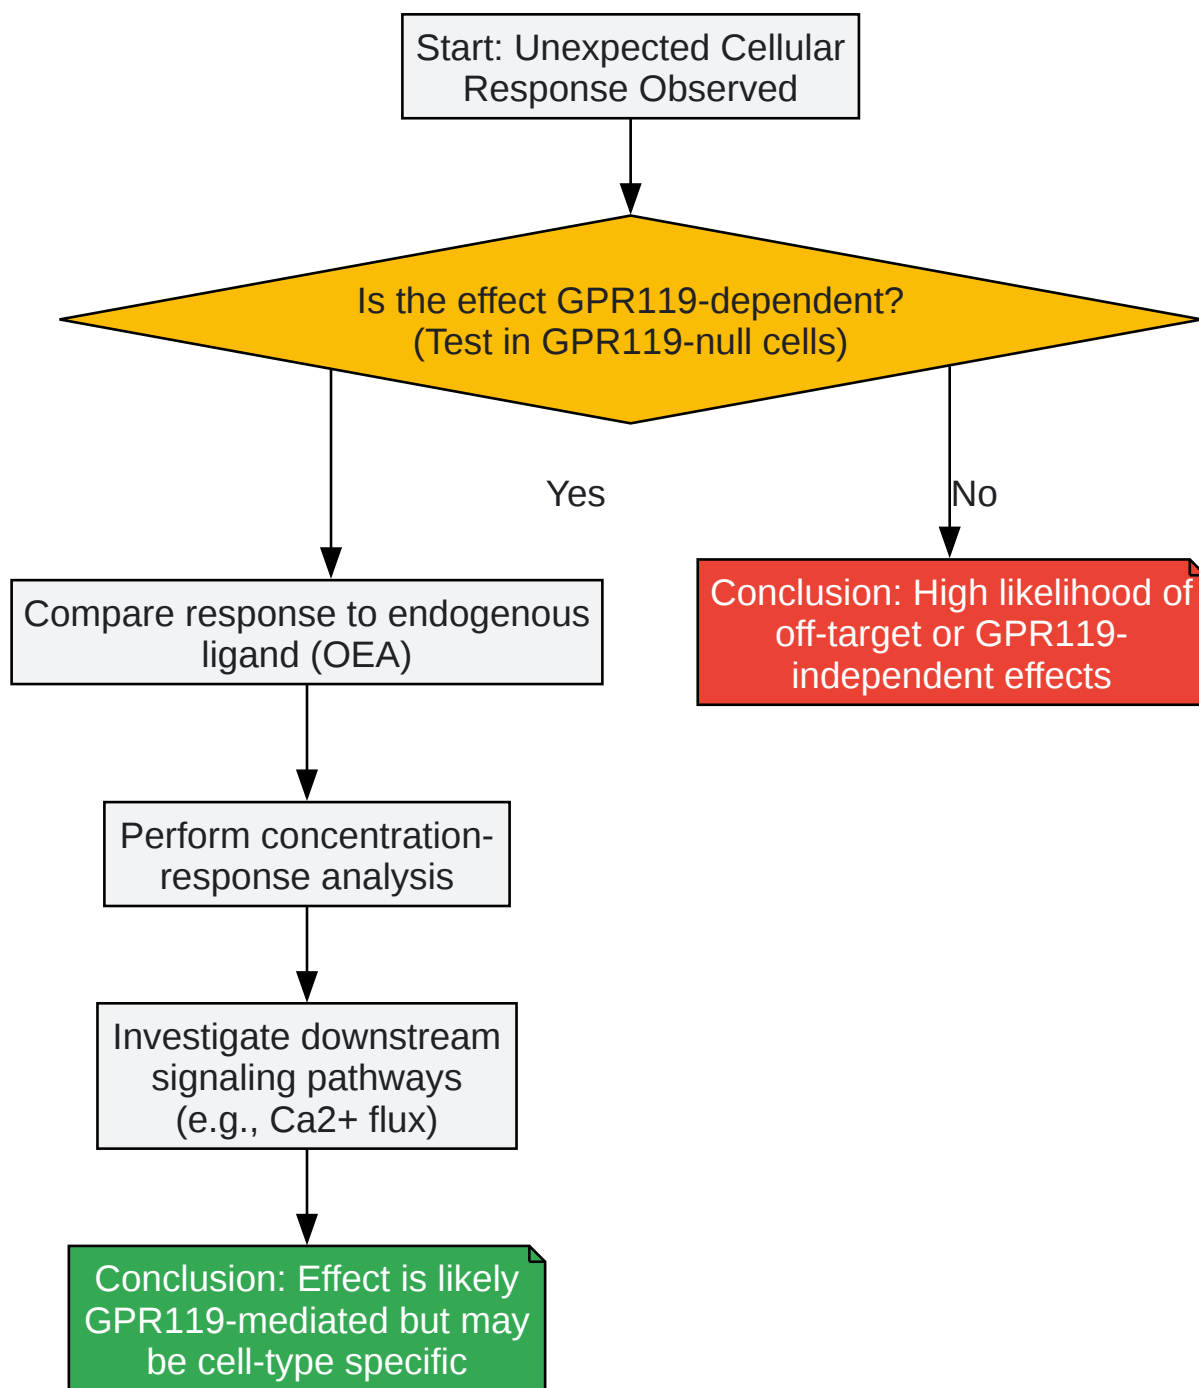 Start: Unexpected Cellular
Response Observed
Is the effect GPR119-dependent?
(Test in GPR119-null cells)
Yes
No
Compare response to endogenous
ligand (OEA)
Conclusion: High likelihood of
off-target or GPR119-
independent effects
Perform concentration-
response analysis
Investigate downstream
signaling pathways
(e.g., Ca2+ flux)
Conclusion: Effect is likely
GPR119-mediated but may
be cell-type specific